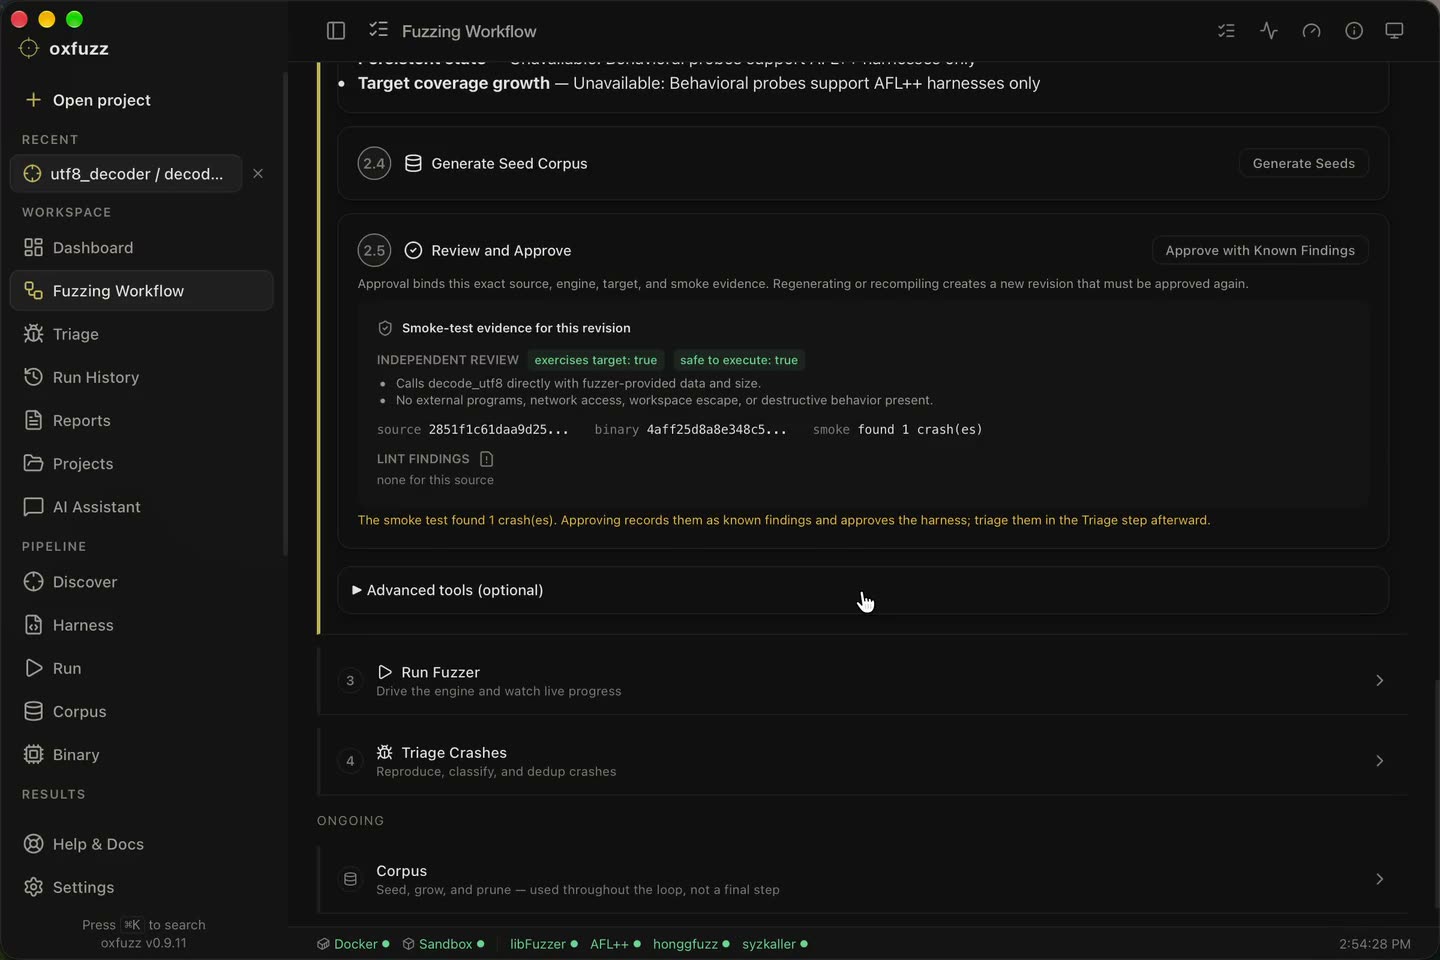 oxfuzz
Fuzzing Workflow
Open project
RECENT
utf8_decoder / decod...
WORKSPACE
Dashboard
Fuzzing Workflow
Triage
Run History
Reports
Projects
AI Assistant
PIPELINE
Discover
Harness
Run
Corpus
Binary
RESULTS
Help & Docs
Settings
Press ⌘K to search
oxfuzz v0.9.11
Persistent state — Unavailable: Behavioral probes support AFL++ harnesses only
• Target coverage growth — Unavailable: Behavioral probes support AFL++ harnesses only
2.4 Generate Seed Corpus Generate Seeds
2.5 Review and Approve Approve with Known Findings
Approval binds this exact source, engine, target, and smoke evidence. Regenerating or recompiling creates a new revision that must be approved again.
Smoke-test evidence for this revision
INDEPENDENT REVIEW exercises target: true safe to execute: true
• Calls decode_utf8 directly with fuzzer-provided data and size.
• No external programs, network access, workspace escape, or destructive behavior present.
source 2851f1c61daa9d25... binary 4aff25d8a8e348c5... smoke found 1 crash(es)
LINT FINDINGS
none for this source
The smoke test found 1 crash(es). Approving records them as known findings and approves the harness; triage them in the Triage step afterward.
▶ Advanced tools (optional)
3 Run Fuzzer
Drive the engine and watch live progress
4 Triage Crashes
Reproduce, classify, and dedup crashes
ONGOING
Corpus
Seed, grow, and prune — used throughout the loop, not a final step
Docker Sandbox libFuzzer AFL++ honggfuzz syzkaller 2:54:28 PM